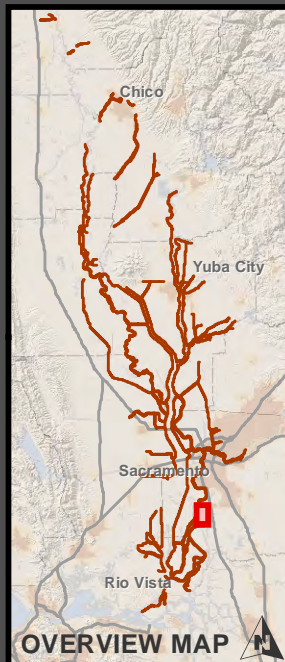 Chico
Yuba City
Sacramento
Rio Vista
OVERVIEW MAP
N